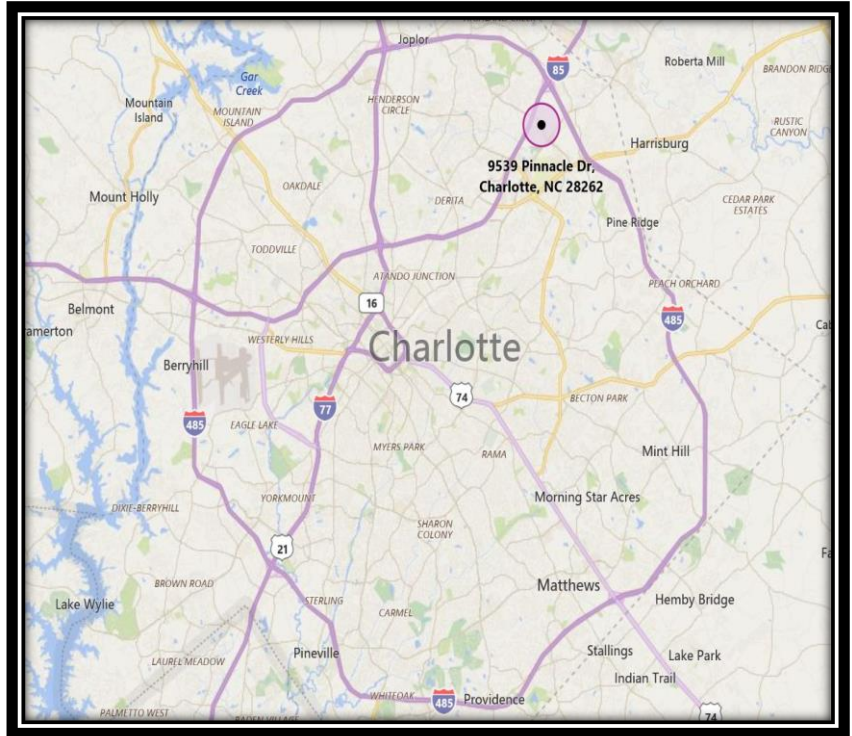 Joplor
85
Roberta Mill
BRANDON RIDG
Gar
Creek
HENDERSON
CIRCLE
Mountain
Island
MOUNTAIN
ISLAND
RUSTIC
CANYON
Harrisburg
9539 Pinnacle Dr,
Charlotte, NC 28262
OAKDALE
Mount Holly
DERITA
CEDAR PARK
ESTATES
Pine Ridge
TODDVILLE
ATANDO JUNCTION
PEACH ORCHARD
16
Belmont
485
amerton
WESTERLY HILLS
Charlotte
Berryhill
74
BECTON PARK
77
485
EAGLE LAKE
MYERS PARK
RAMA
Mint Hill
YORKMOUNT
Morning Star Acres
DIXIE-BERRYHILL
SHARON
COLONY
21
BROWN ROAD
Matthews
Lake Wylie
STERLING
CARMEL
Hemby Bridge
Pineville
Stallings
Lake Park
LAUREL MEADOW
Indian Trail
WHITEOAK
485
Providence
PALMETTO WEST
74